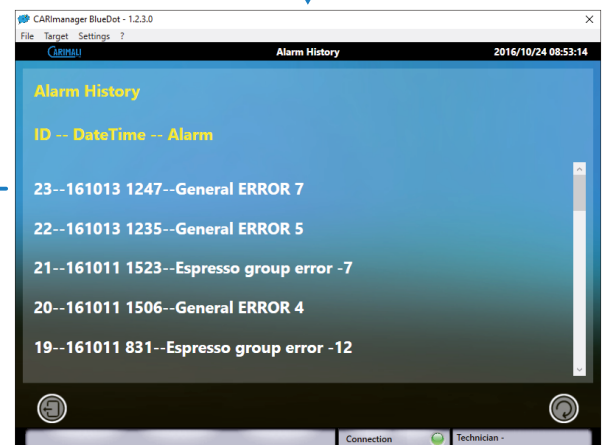 CARImanager BlueDot - 1.2.3.0
File Target Settings ?
CARIMALI Alarm History 2016/10/24 08:53:14
Alarm History
ID -- DateTime -- Alarm
23--161013 1247--General ERROR 7
22--161013 1235--General ERROR 5
21--161011 1523--Espresso group error -7
20--161011 1506--General ERROR 4
19--161011 831--Espresso group error -12
Connection Technician -